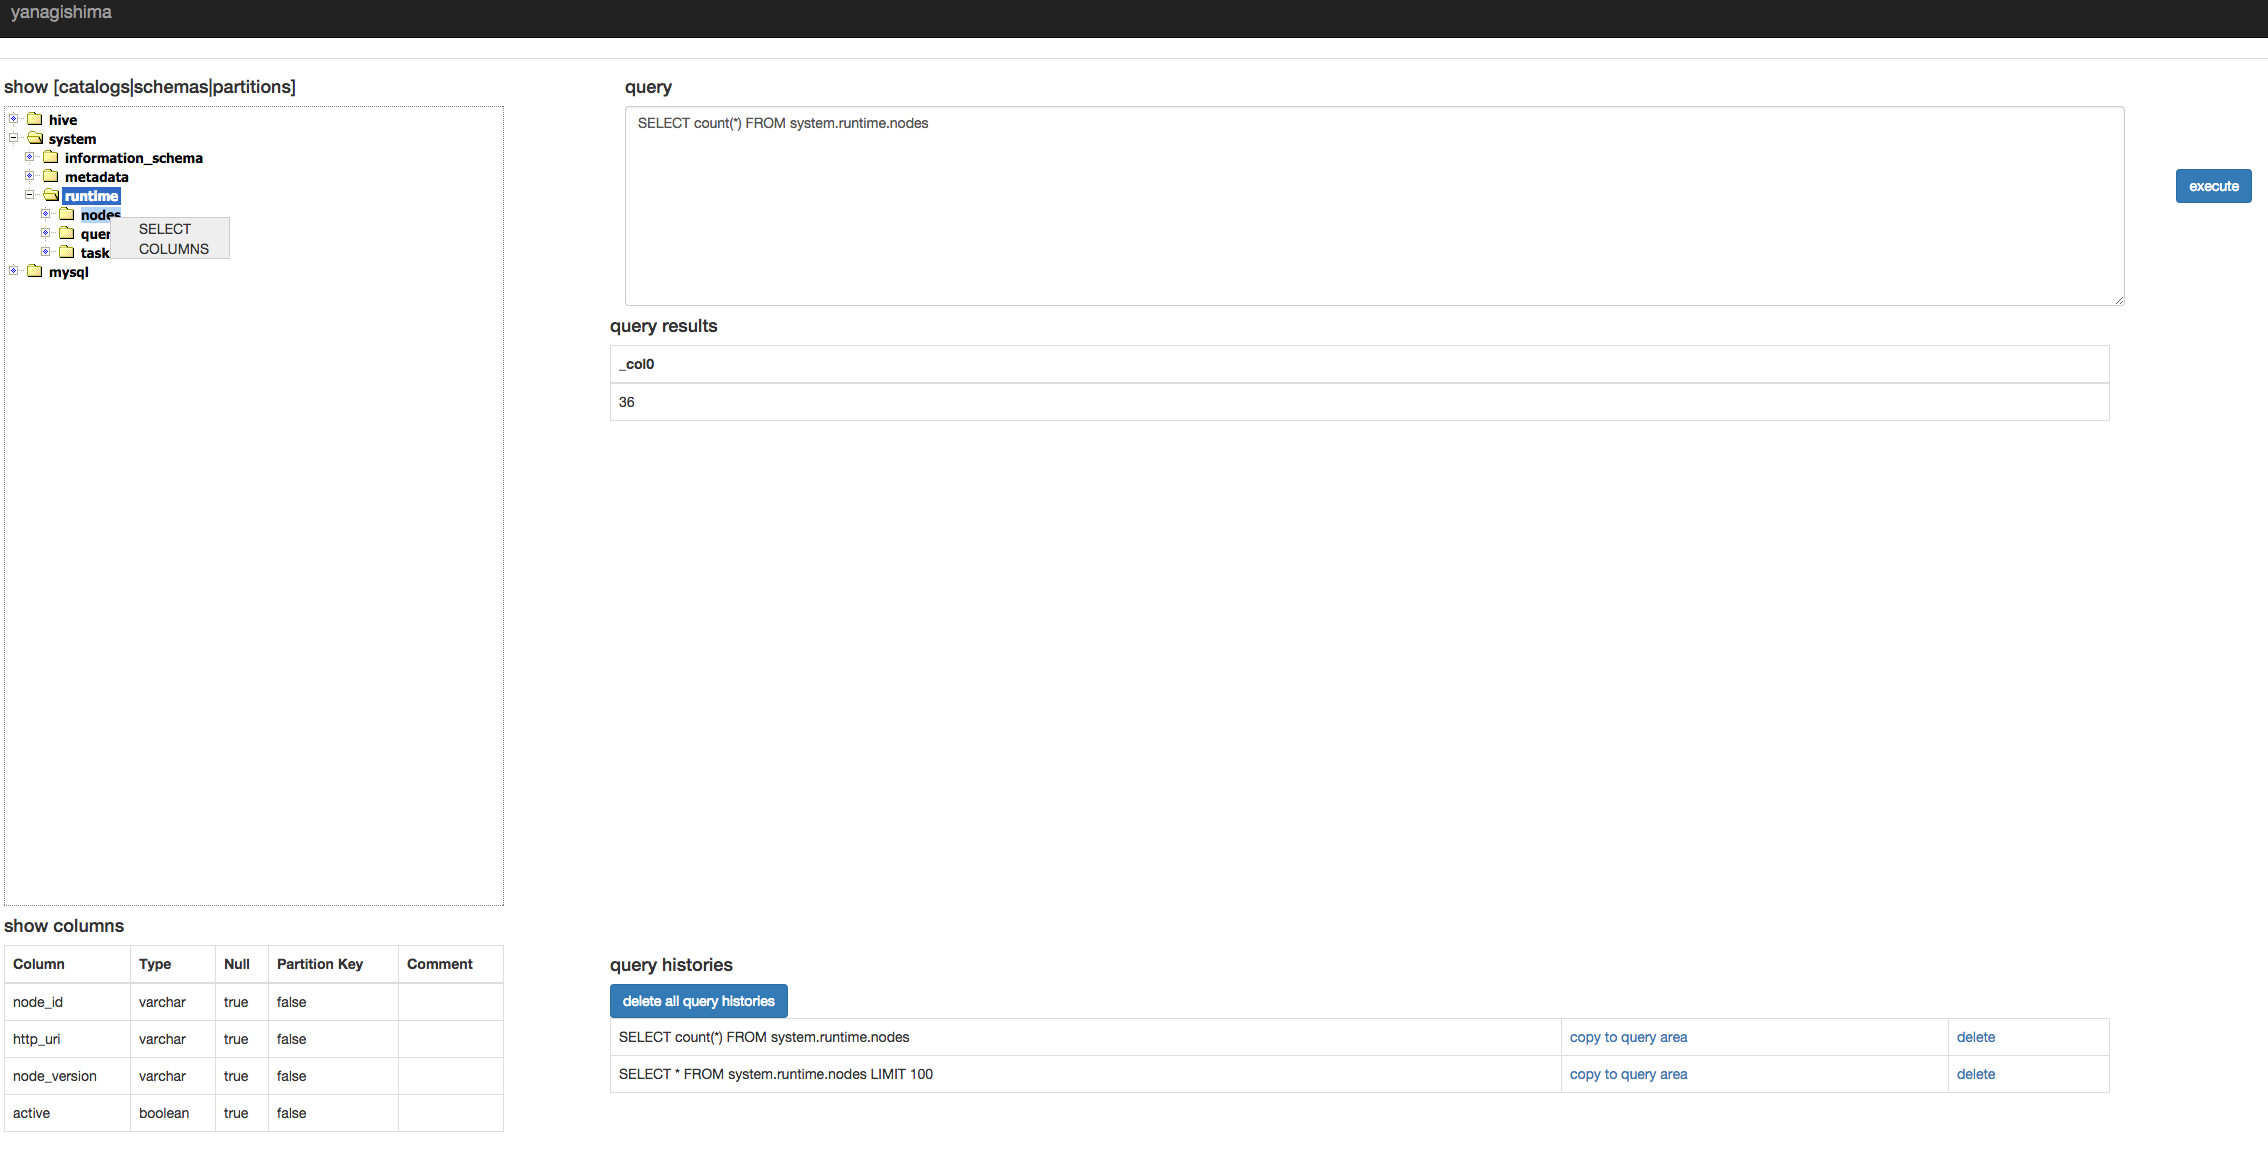 yanagishima
show [catalogs|schemas|partitions]
hive
system
information_schema
metadata
runtime
nodes
SELECT
COLUMNS
mysql
query
SELECT count(*) FROM system.runtime.nodes
execute
query results
_col0
36
show columns
Column Type Null Partition Key Comment
node_id varchar true false
http_uri varchar true false
node_version varchar true false
active boolean true false
query histories
delete all query histories
SELECT count(*) FROM system.runtime.nodes copy to query area delete
SELECT * FROM system.runtime.nodes LIMIT 100 copy to query area delete